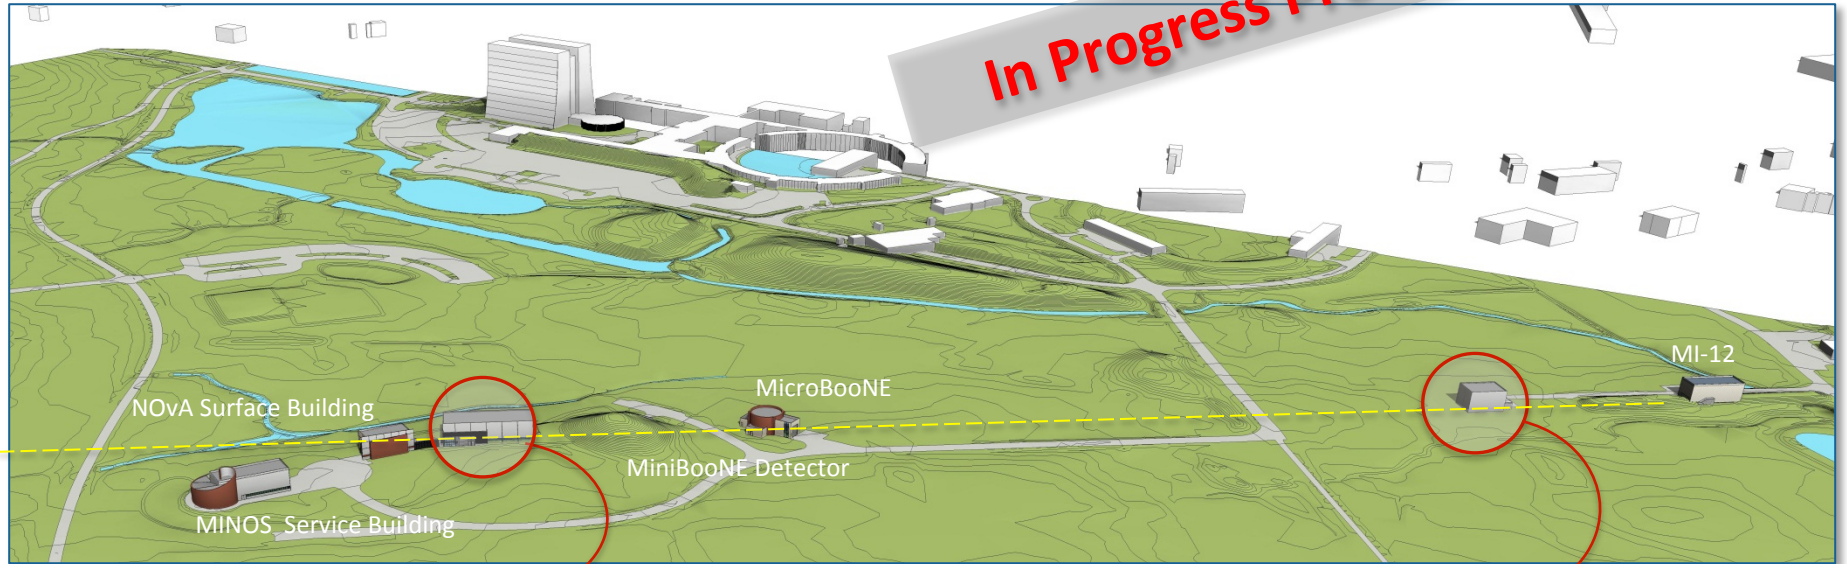 In Progress
MI-12
MicroBooNE
NOvA Surface Building
MiniBooNE Detector
MINOS Service Building